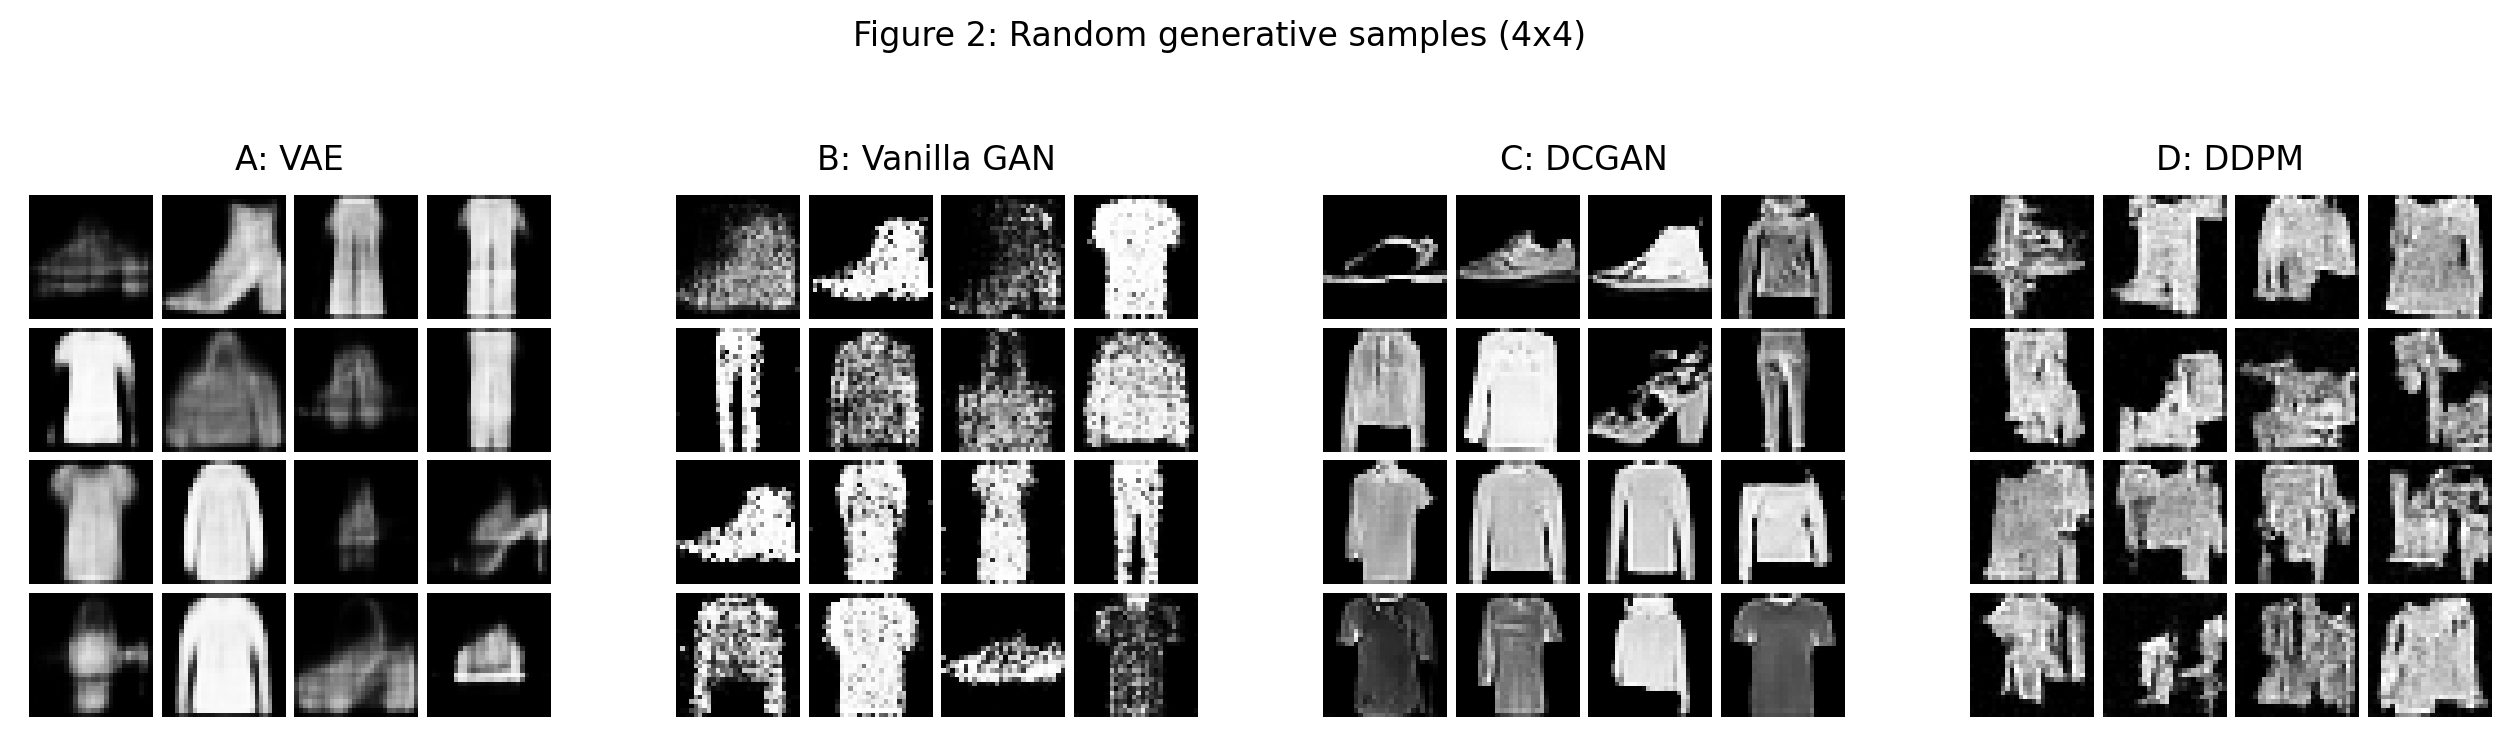 Figure 2: Random generative samples (4x4)
A: VAE
B: Vanilla GAN
C: DCGAN
D: DDPM